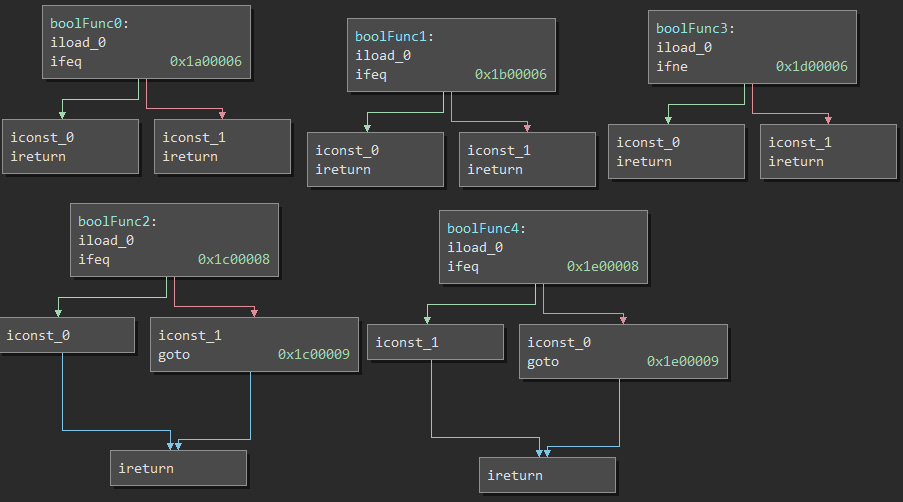 boolFunc0:
iload_0
ifeq 0x1a00006
iconst_0
ireturn
iconst_1
ireturn
boolFunc1:
iload_0
ifeq 0x1b00006
iconst_0
ireturn
iconst_1
ireturn
boolFunc3:
iload_0
ifne 0x1d00006
iconst_0
ireturn
iconst_1
ireturn
boolFunc2:
iload_0
ifeq 0x1c00008
iconst_0
iconst_1
goto 0x1c00009
ireturn
boolFunc4:
iload_0
ifeq 0x1e00008
iconst_1
iconst_0
goto 0x1e00009
ireturn